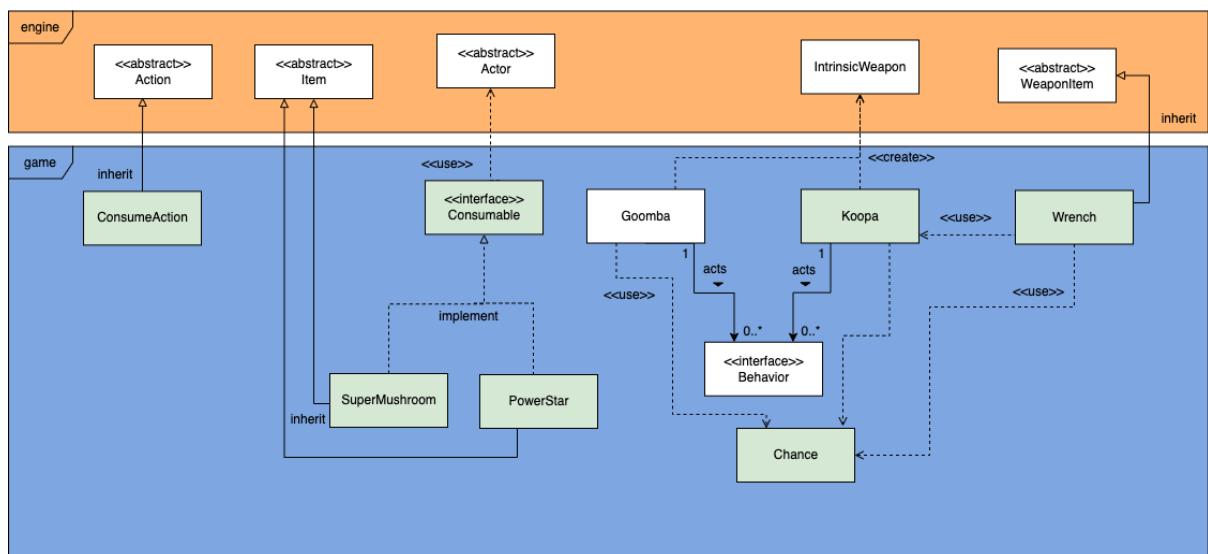 engine
<<abstract>>
Action
<<abstract>>
Item
<<abstract>>
Actor
IntrinsicWeapon
<<abstract>>
WeaponItem
inherit
game
inherit
<<use>>
<<create>>
ConsumeAction
<<interface>>
Consumable
Goomba
Koopa
<<use>>
Wrench
1
1
acts
acts
<<use>>
<<use>>
implement
0..*
0..*
<<interface>>
Behavior
SuperMushroom
PowerStar
inherit
Chance